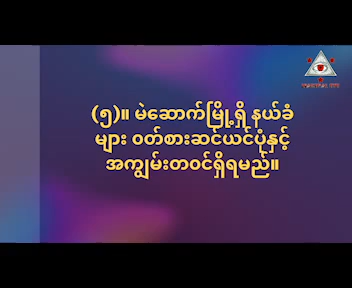 (၅)။ မဲဆောက်မြို့ရှိ နယ်ခံ
များ ဝတ်စားဆင်ယင်ပုံနှင့်
အကျွမ်းတဝင်ရှိရမည်။